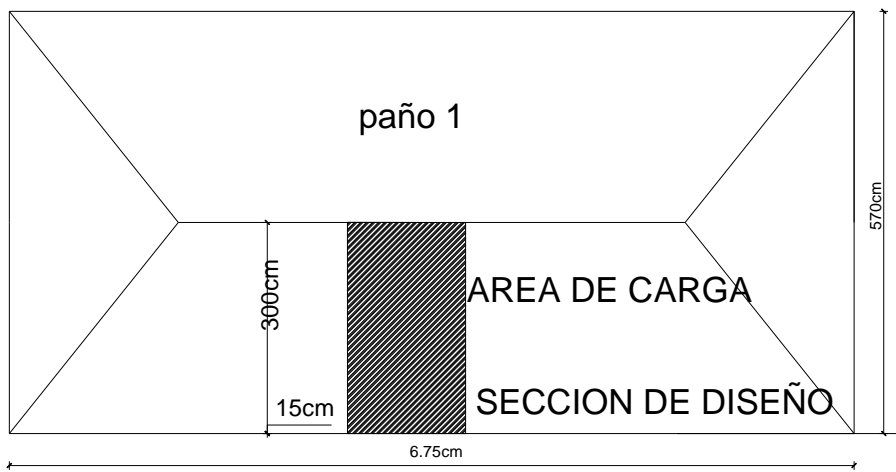 paño 1
570cm
300cm
AREA DE CARGA
15cm
SECCION DE DISEÑO
6.75cm